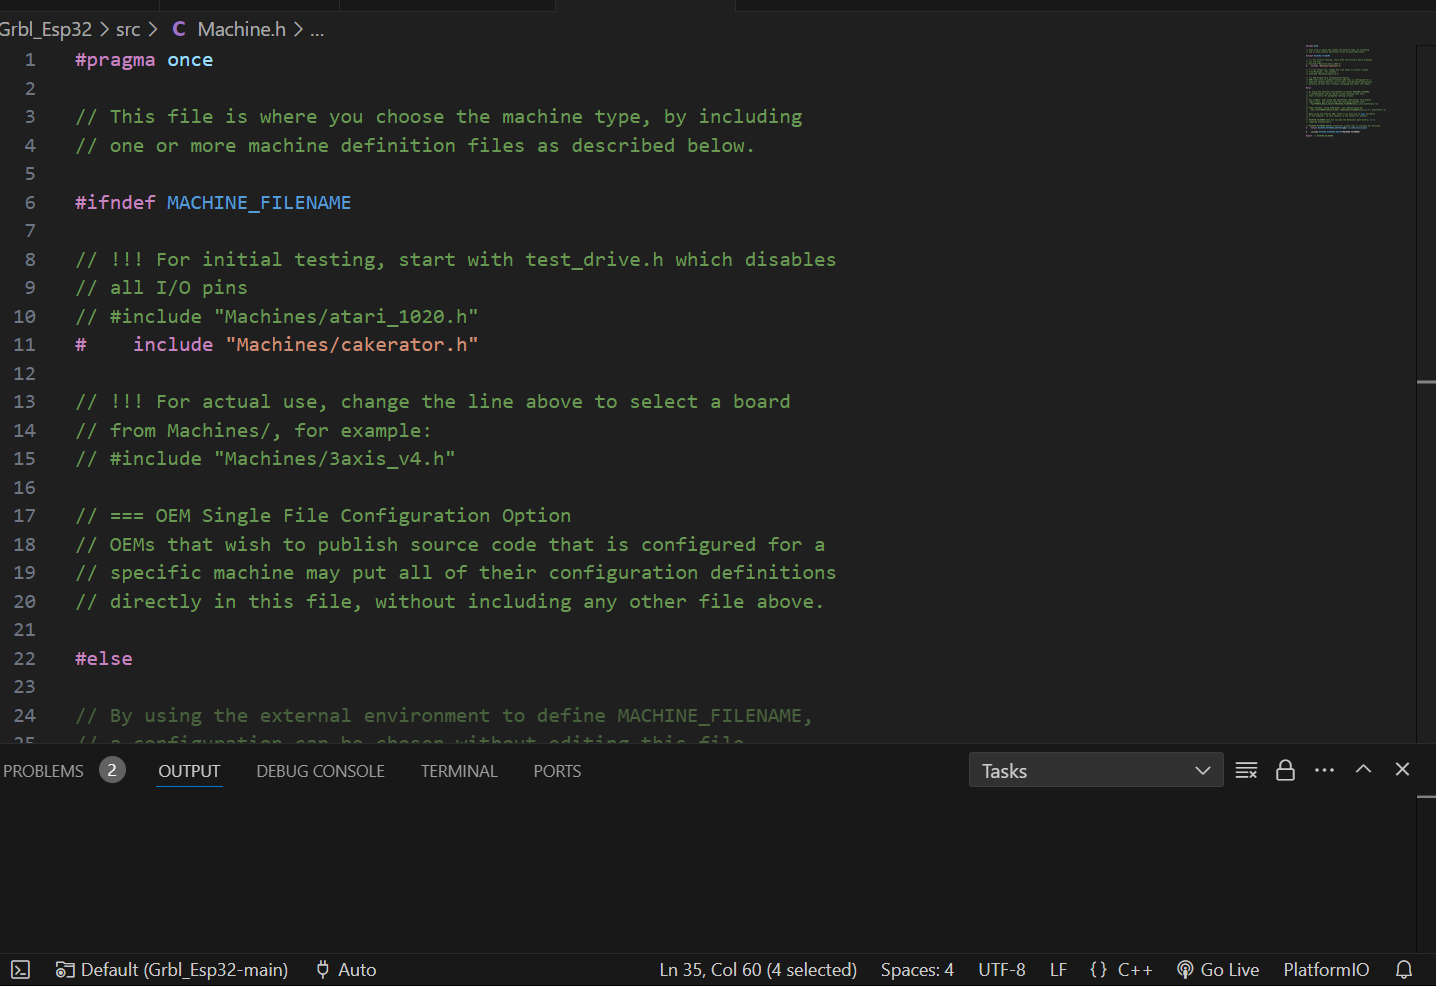 Grbl_Esp32 > src > C Machine.h > ...
1 #pragma once
2
3 // This file is where you choose the machine type, by including
4 // one or more machine definition files as described below.
5
6 #ifndef MACHINE_FILENAME
7
8 // !!! For initial testing, start with test_drive.h which disables
9 // all I/O pins
10 // #include "Machines/atari_1020.h"
11 #    include "Machines/cakerator.h"
12
13 // !!! For actual use, change the line above to select a board
14 // from Machines/, for example:
15 // #include "Machines/3axis_v4.h"
16
17 // === OEM Single File Configuration Option
18 // OEMs that wish to publish source code that is configured for a
19 // specific machine may put all of their configuration definitions
20 // directly in this file, without including any other file above.
21
22 #else
23
24 // By using the external environment to define MACHINE_FILENAME,
25 // a configuration can be chosen without editing this file
PROBLEMS 2 OUTPUT DEBUG CONSOLE TERMINAL PORTS Tasks
Default (Grbl_Esp32-main) Auto Ln 35, Col 60 (4 selected) Spaces: 4 UTF-8 LF {} C++ Go Live PlatformIO